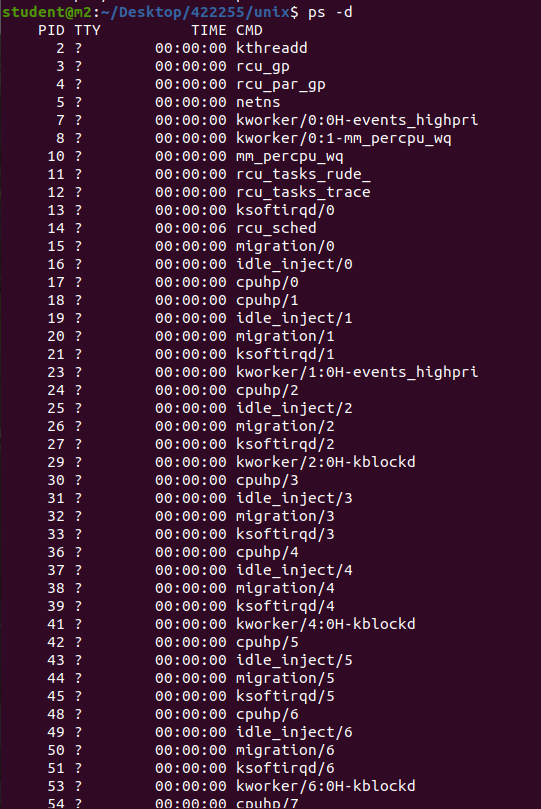 student@m2:~/Desktop/422255/unix$ ps -d
PID TTY TIME CMD
2 ? 00:00:00 kthreadd
3 ? 00:00:00 rcu_gp
4 ? 00:00:00 rcu_par_gp
5 ? 00:00:00 netns
7 ? 00:00:00 kworker/0:0H-events_highpri
8 ? 00:00:00 kworker/0:1-mm_percpu_wq
10 ? 00:00:00 mm_percpu_wq
11 ? 00:00:00 rcu_tasks_rude_
12 ? 00:00:00 rcu_tasks_trace
13 ? 00:00:00 ksoftirqd/0
14 ? 00:00:06 rcu_sched
15 ? 00:00:00 migration/0
16 ? 00:00:00 idle_inject/0
17 ? 00:00:00 cpuhp/0
18 ? 00:00:00 cpuhp/1
19 ? 00:00:00 idle_inject/1
20 ? 00:00:00 migration/1
21 ? 00:00:00 ksoftirqd/1
23 ? 00:00:00 kworker/1:0H-events_highpri
24 ? 00:00:00 cpuhp/2
25 ? 00:00:00 idle_inject/2
26 ? 00:00:00 migration/2
27 ? 00:00:00 ksoftirqd/2
29 ? 00:00:00 kworker/2:0H-kblockd
30 ? 00:00:00 cpuhp/3
31 ? 00:00:00 idle_inject/3
32 ? 00:00:00 migration/3
33 ? 00:00:00 ksoftirqd/3
36 ? 00:00:00 cpuhp/4
37 ? 00:00:00 idle_inject/4
38 ? 00:00:00 migration/4
39 ? 00:00:00 ksoftirqd/4
41 ? 00:00:00 kworker/4:0H-kblockd
42 ? 00:00:00 cpuhp/5
43 ? 00:00:00 idle_inject/5
44 ? 00:00:00 migration/5
45 ? 00:00:00 ksoftirqd/5
48 ? 00:00:00 cpuhp/6
49 ? 00:00:00 idle_inject/6
50 ? 00:00:00 migration/6
51 ? 00:00:00 ksoftirqd/6
53 ? 00:00:00 kworker/6:0H-kblockd
54 ? 00:00:00 cpuhp/7